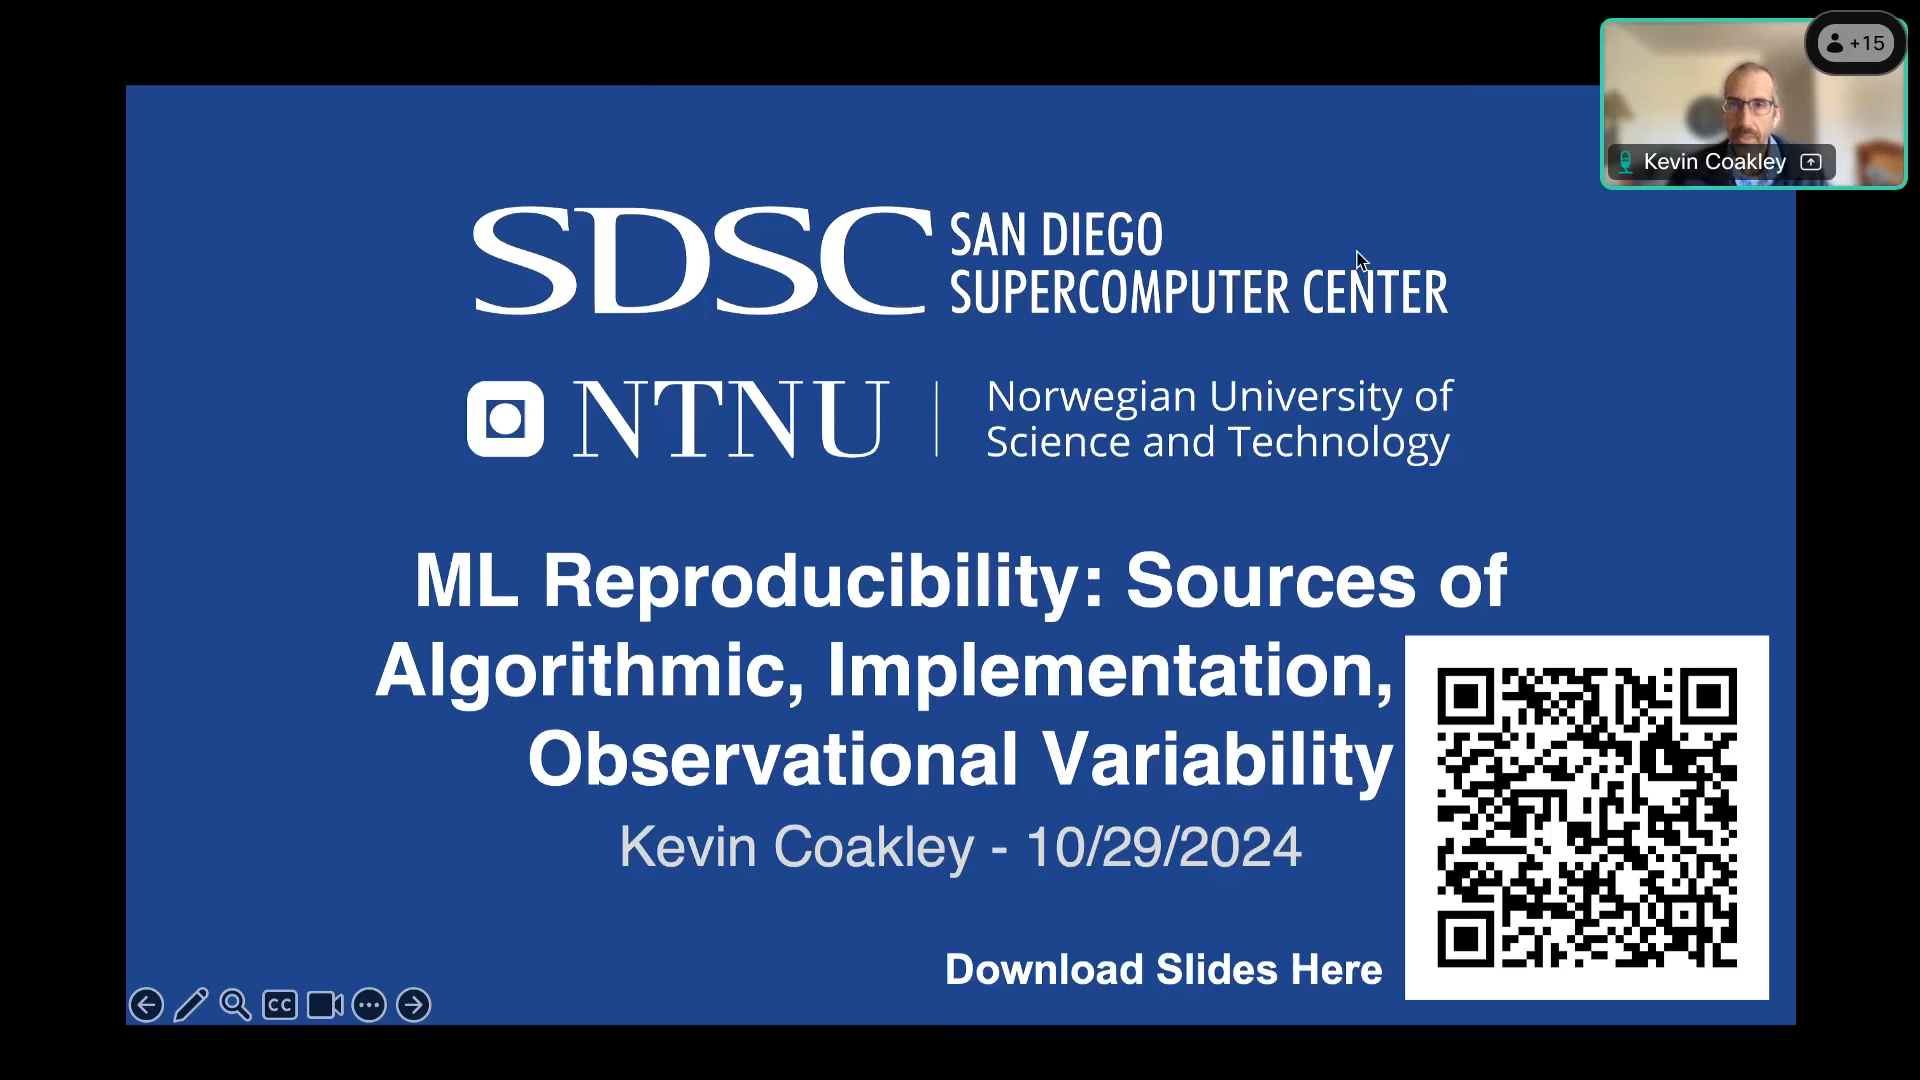 +15
Kevin Coakley
SDSC SAN DIEGO
SUPERCOMPUTER CENTER
NTNU Norwegian University of
Science and Technology
ML Reproducibility: Sources of
Algorithmic, Implementation,
Observational Variability
Kevin Coakley - 10/29/2024
Download Slides Here
CC